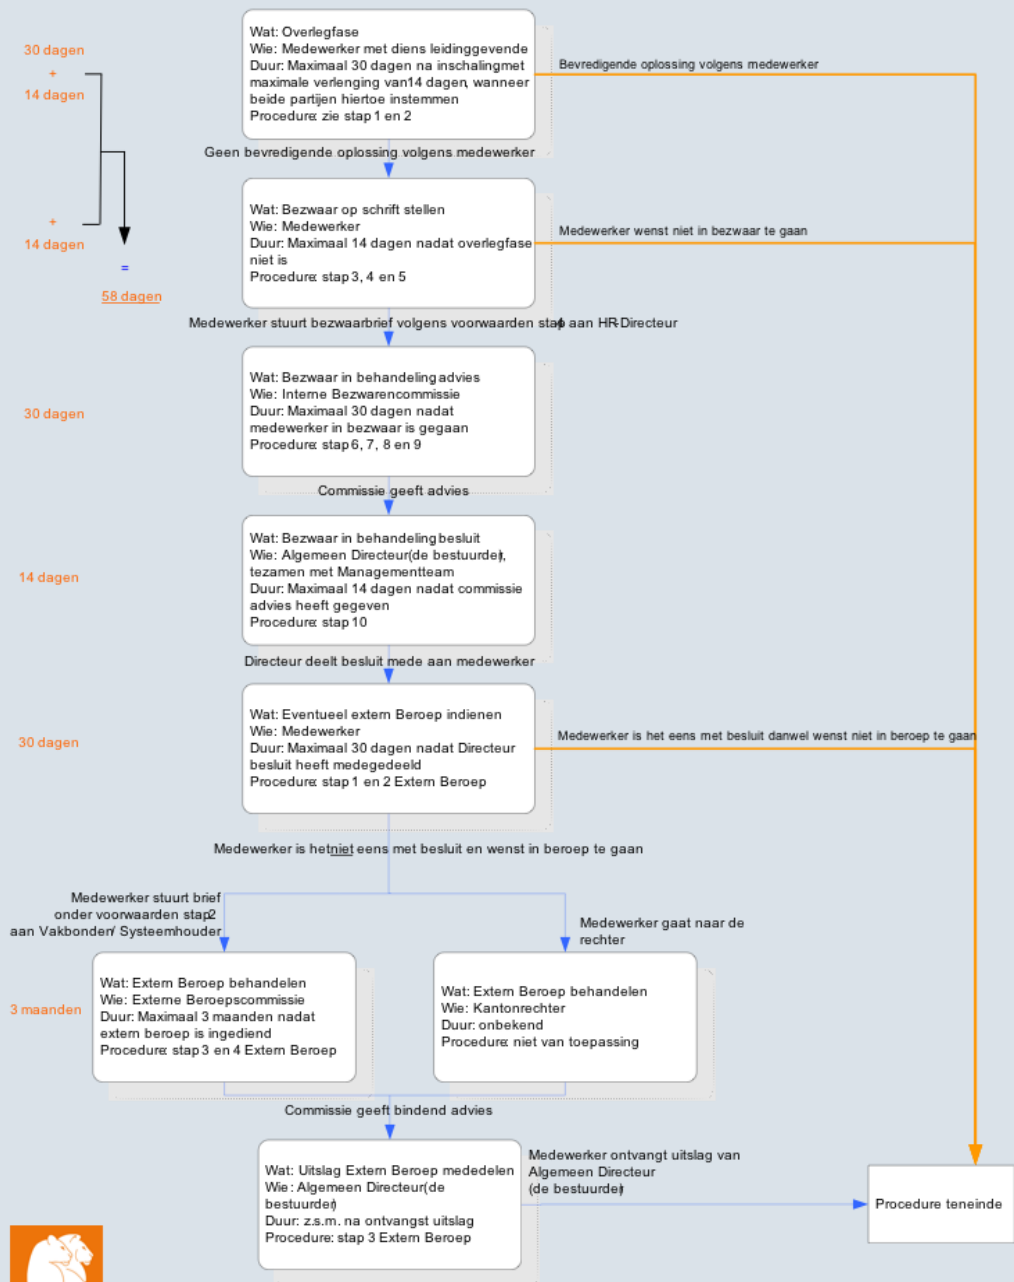 30 dagen
+
14 dagen
+
14 dagen
=
58 dagen
Wat: Overlegfase
Wie: Medewerker met diens leidinggevende
Duur: Maximaal 30 dagen na inschalingmet
maximale verlenging van14 dagen, wanneer
beide partijen hiertoe instemmen
Procedure: zie stap 1 en 2
Bevredigende oplossing volgens medewerker
Geen bevredigende oplossing volgens medewerker
Wat: Bezwaar op schrift stellen
Wie: Medewerker
Duur: Maximaal 14 dagen nadat overlegfase
niet is
Procedure: stap 3, 4 en 5
Medewerker wenst niet in bezwaar te gaan
Medewerker stuurt bezwaarbrief volgens voorwaarden stap 4 aan HR-Directeur
30 dagen
Wat: Bezwaar in behandeling advies
Wie: Interne Bezwarencommissie
Duur: Maximaal 30 dagen nadat
medewerker in bezwaar is gegaan
Procedure: stap 6, 7, 8 en 9
Commissie geeft advies
14 dagen
Wat: Bezwaar in behandeling besluit
Wie: Algemeen Directeur(de bestuurder),
tezamen met Managementteam
Duur: Maximaal 14 dagen nadat commissie
advies heeft gegeven
Procedure: stap 10
Directeur deelt besluit mede aan medewerker
30 dagen
Wat: Eventueel extern Beroep indienen
Wie: Medewerker
Duur: Maximaal 30 dagen nadat Directeur
besluit heeft medegedeeld
Procedure: stap 1 en 2 Extern Beroep
Medewerker is het eens met besluit danwel wenst niet in beroep te gaan
Medewerker is het niet eens met besluit en wenst in beroep te gaan
Medewerker stuurt brief
onder voorwaarden stap2
aan Vakbonden/ Systeemhouder
Medewerker gaat naar de
rechter
3 maanden
Wat: Extern Beroep behandelen
Wie: Externe Beroepscommissie
Duur: Maximaal 3 maanden nadat
extern beroep is ingediend
Procedure: stap 3 en 4 Extern Beroep
Wat: Extern Beroep behandelen
Wie: Kantonrechter
Duur: onbekend
Procedure: niet van toepassing
Commissie geeft bindend advies
Wat: Uitslag Extern Beroep mededelen
Wie: Algemeen Directeur(de
bestuurder)
Duur: z.s.m. na ontvangst uitslag
Procedure: stap 3 Extern Beroep
Medewerker ontvangt uitslag van
Algemeen Directeur
(de bestuurder)
Procedure teneinde